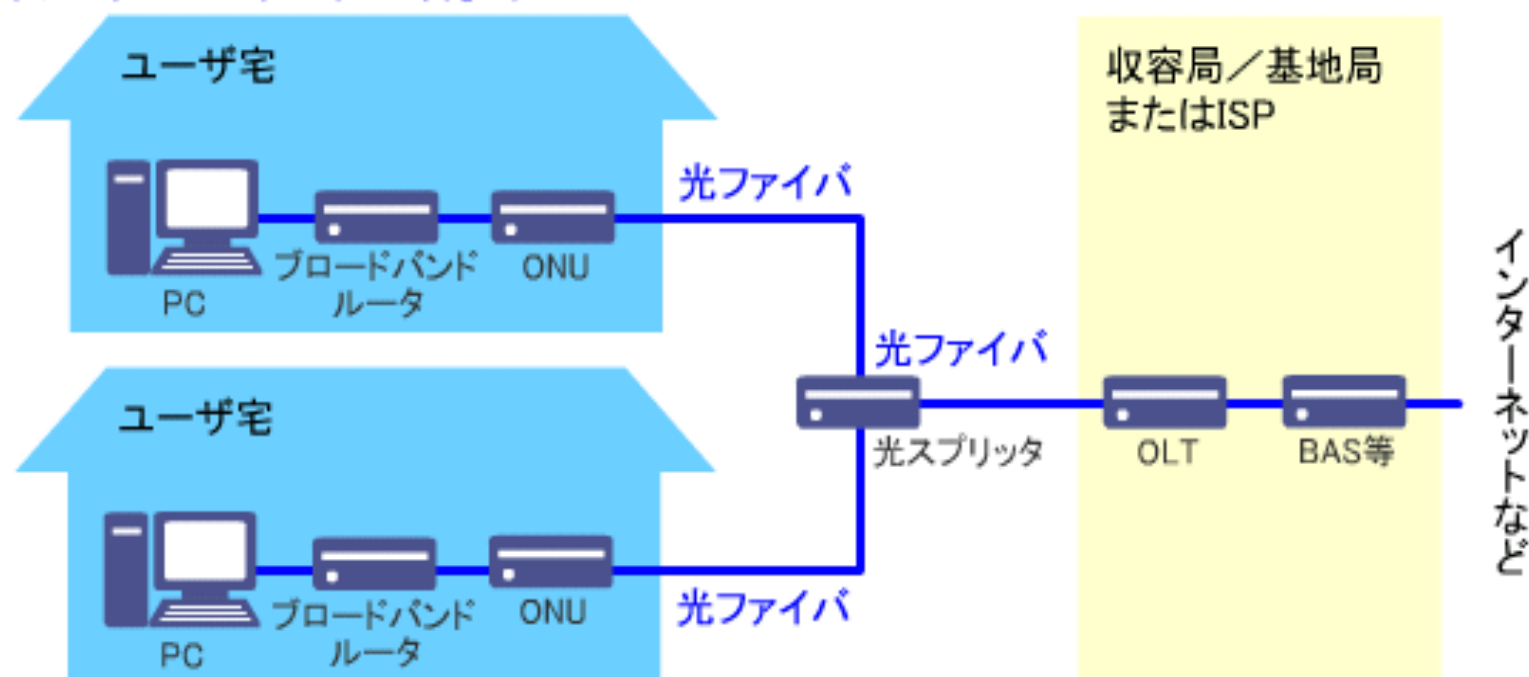 ユーザ宅
収容局／基地局
またはISP
光ファイバ
ブロードバンド
ルータ
ONU
PC
インターネットなど
光ファイバ
ユーザ宅
光スプリッタ
OLT
BAS等
光ファイバ
ブロードバンド
ルータ
ONU
PC